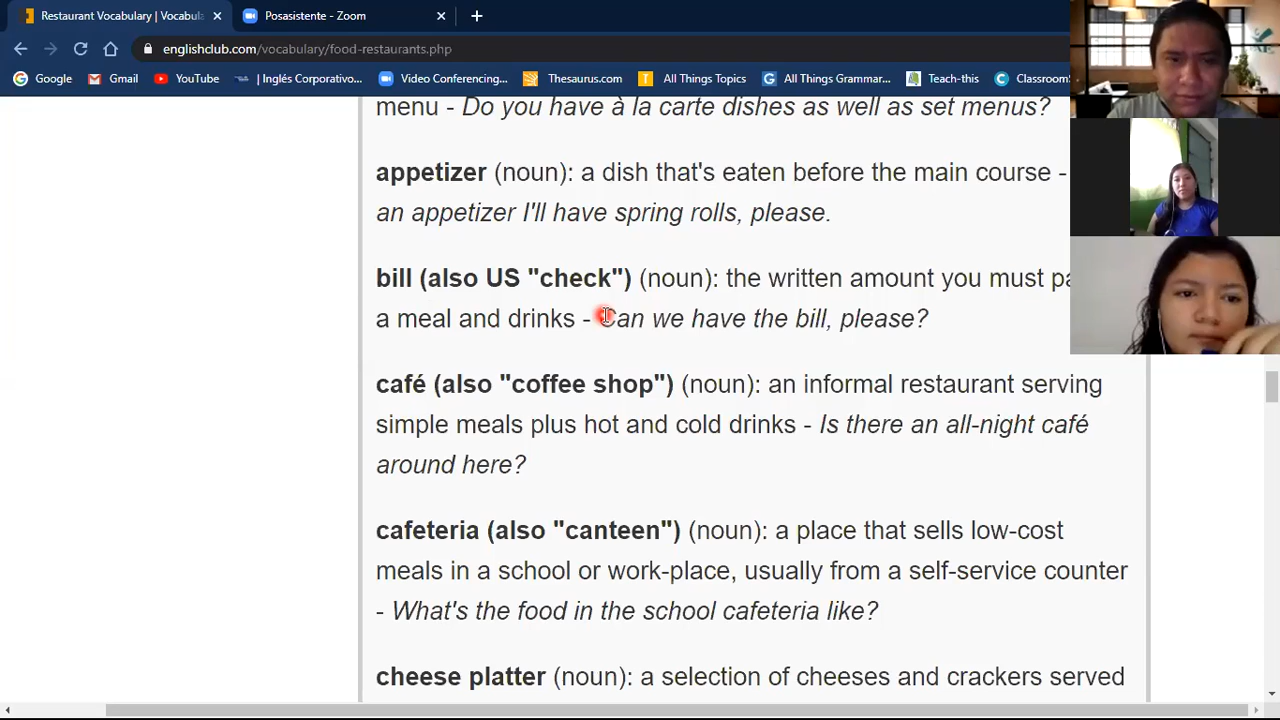 Restaurant Vocabulary | Vocabu
Posasistente - Zoom
englishclub.com/vocabulary/food-restaurants.php
Google
Gmail
YouTube
| Inglés Corporativo...
Video Conferencing...
Thesaurus.com
All Things Topics
All Things Grammar...
Teach-this
ClassroomS
menu - Do you have à la carte dishes as well as set menus?
appetizer (noun): a dish that's eaten before the main course -
an appetizer I'll have spring rolls, please.
bill (also US "check") (noun): the written amount you must pa
a meal and drinks - Can we have the bill, please?
café (also "coffee shop") (noun): an informal restaurant serving
simple meals plus hot and cold drinks - Is there an all-night café
around here?
cafeteria (also "canteen") (noun): a place that sells low-cost
meals in a school or work-place, usually from a self-service counter
- What's the food in the school cafeteria like?
cheese platter (noun): a selection of cheeses and crackers served